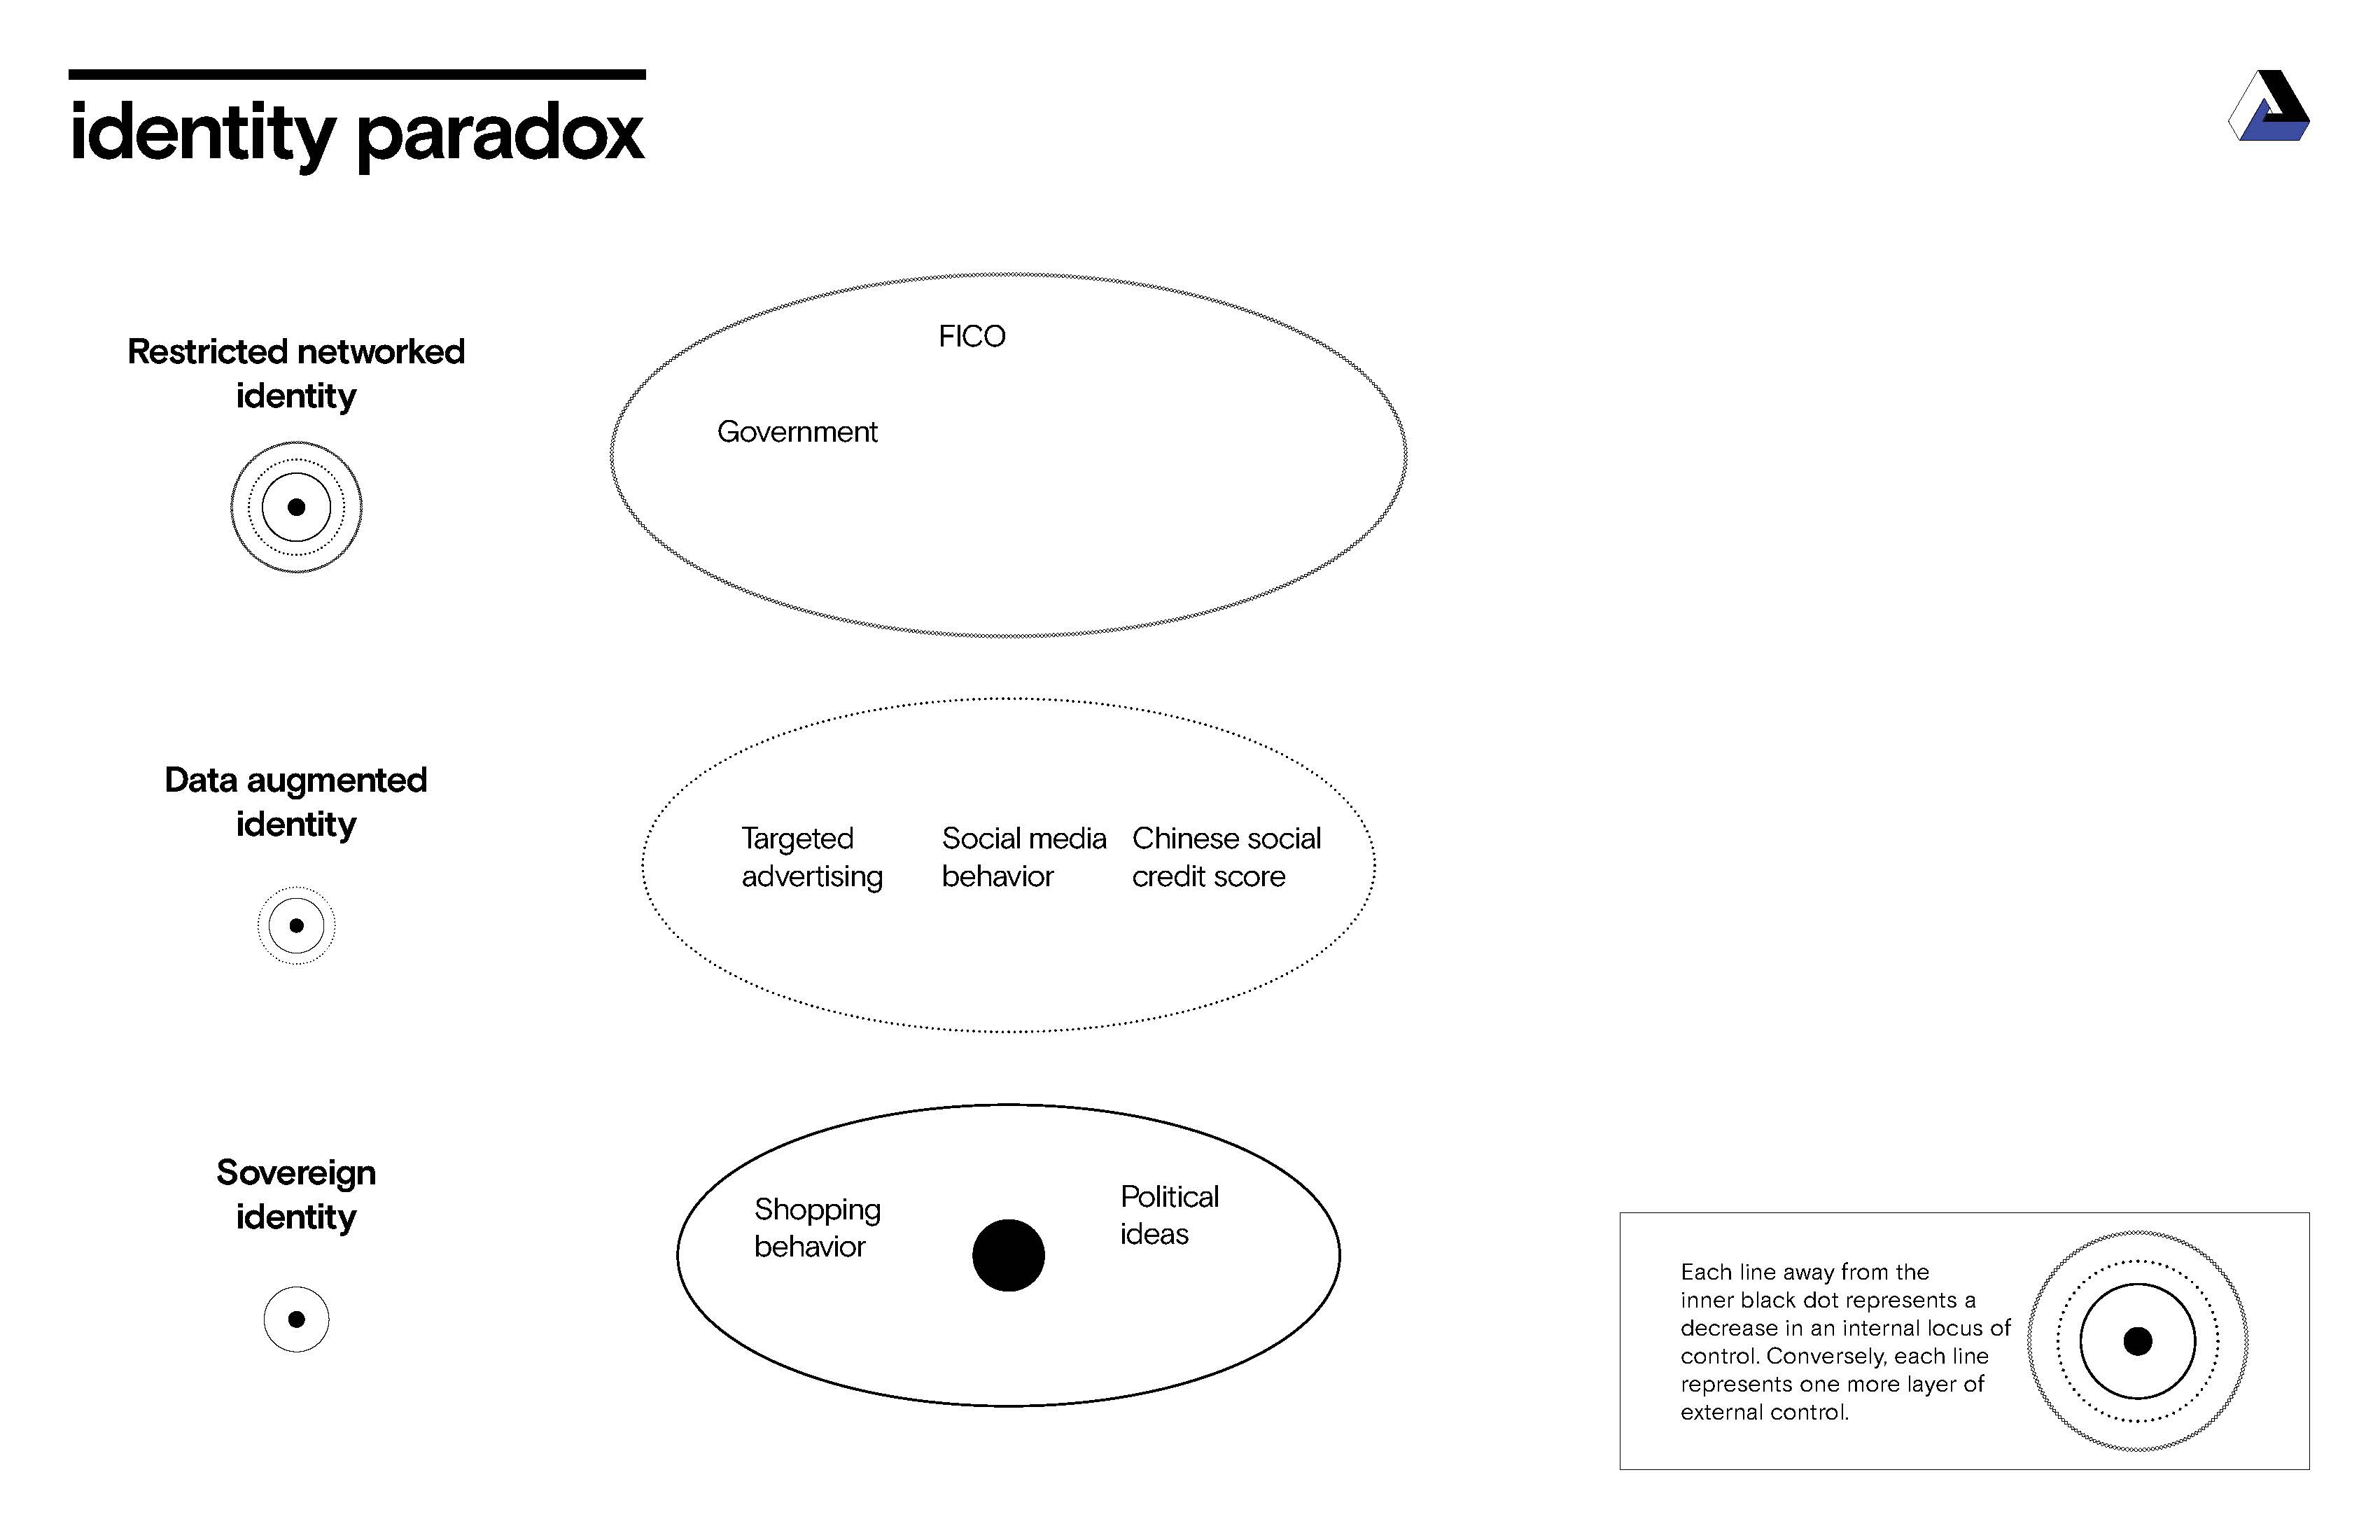 identity paradox
Restricted networked
identity
FICO
Government
Data augmented
identity
Targeted
advertising
Social media
behavior
Chinese social
credit score
Sovereign
identity
Shopping
behavior
Political
ideas
Each line away from the
inner black dot represents a
decrease in an internal locus of
control. Conversely, each line
represents one more layer of
external control.